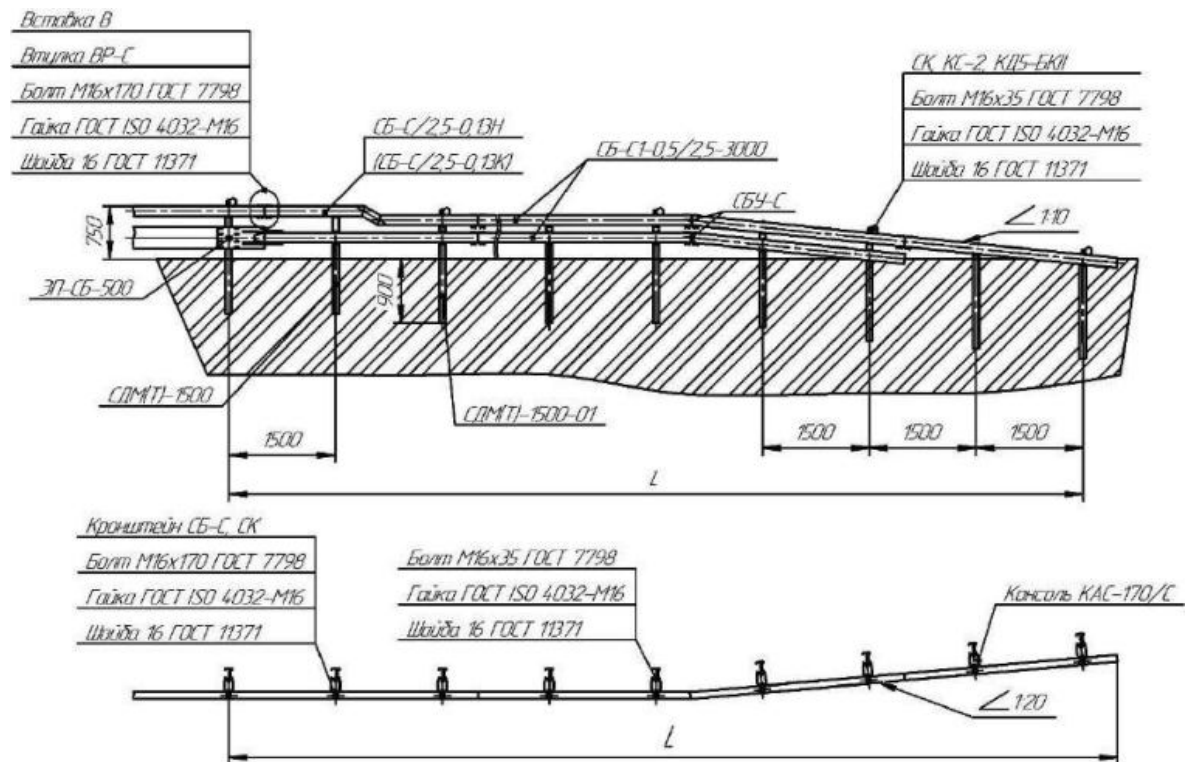 Вставка В
Втулка ВР-С
Болт М16х170 ГОСТ 7798
Гайка ГОСТ ISO 4032-М16
Шайба 16 ГОСТ 11371
СБ-С/2,5-0,13Н
(СБ-С/2,5-0,13К)
СБ-С1-0,5/2,5-3000
СК, КС-2, КД5-БКП
Болт М16х35 ГОСТ 7798
Гайка ГОСТ ISO 4032-М16
Шайба 16 ГОСТ 11371
СБУ-С
1:10
750
ЭП-СБ-500
900
СДМ(Т)-1500
СДМ(Т)-1500-01
1500
1500
1500
1500
L
Кронштейн СБ-С, СК
Болт М16х170 ГОСТ 7798
Гайка ГОСТ ISO 4032-М16
Шайба 16 ГОСТ 11371
Болт М16х35 ГОСТ 7798
Гайка ГОСТ ISO 4032-М16
Шайба 16 ГОСТ 11371
Консоль КАС-170/С
1:20
L